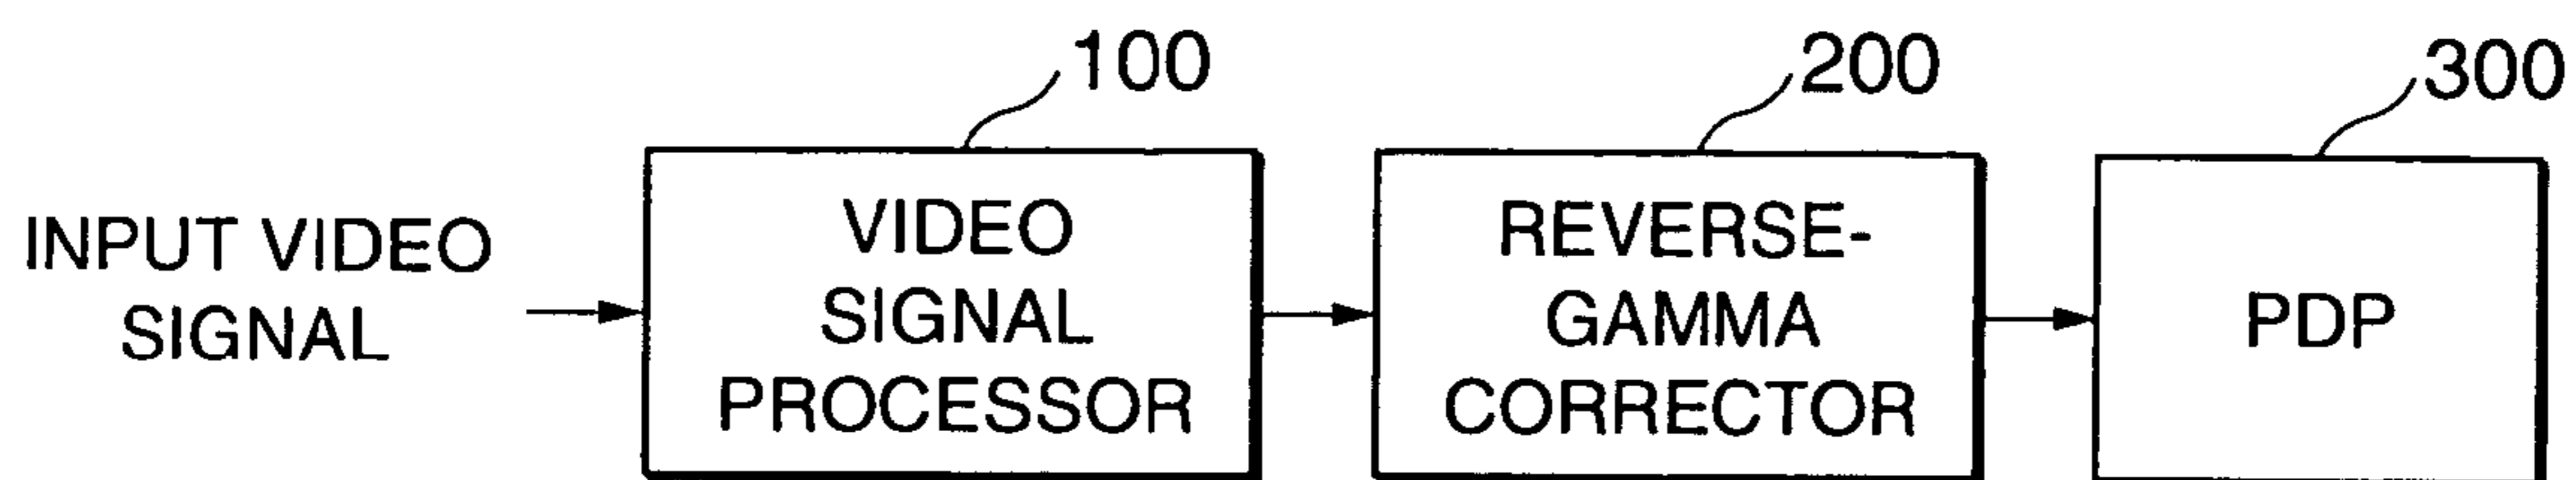 100
200
300
INPUT VIDEO
SIGNAL
VIDEO
SIGNAL
PROCESSOR
REVERSE-
GAMMA
CORRECTOR
PDP